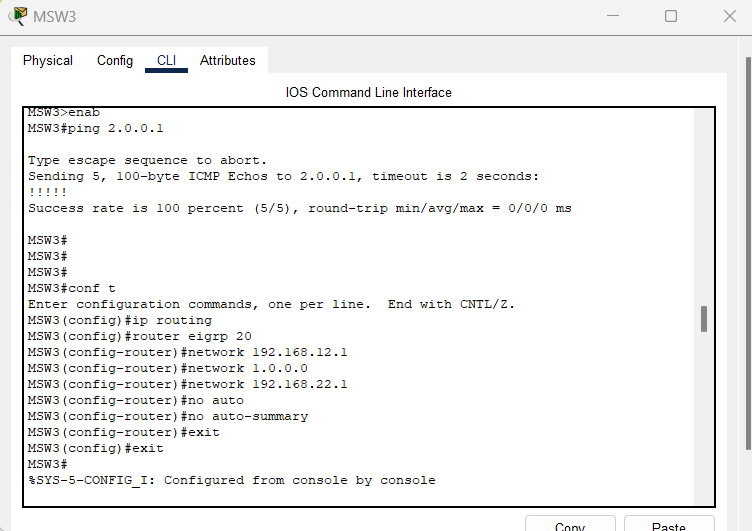 MSW3
Physical Config CLI Attributes
IOS Command Line Interface
MSW3>enab
MSW3#ping 2.0.0.1
Type escape sequence to abort.
Sending 5, 100-byte ICMP Echos to 2.0.0.1, timeout is 2 seconds:
!!!!!
Success rate is 100 percent (5/5), round-trip min/avg/max = 0/0/0 ms
MSW3#
MSW3#
MSW3#
MSW3#conf t
Enter configuration commands, one per line.  End with CNTL/Z.
MSW3(config)#ip routing
MSW3(config)#router eigrp 20
MSW3(config-router)#network 192.168.12.1
MSW3(config-router)#network 1.0.0.0
MSW3(config-router)#network 192.168.22.1
MSW3(config-router)#no auto
MSW3(config-router)#no auto-summary
MSW3(config-router)#exit
MSW3(config)#exit
MSW3#
%SYS-5-CONFIG_I: Configured from console by console
Copy Paste